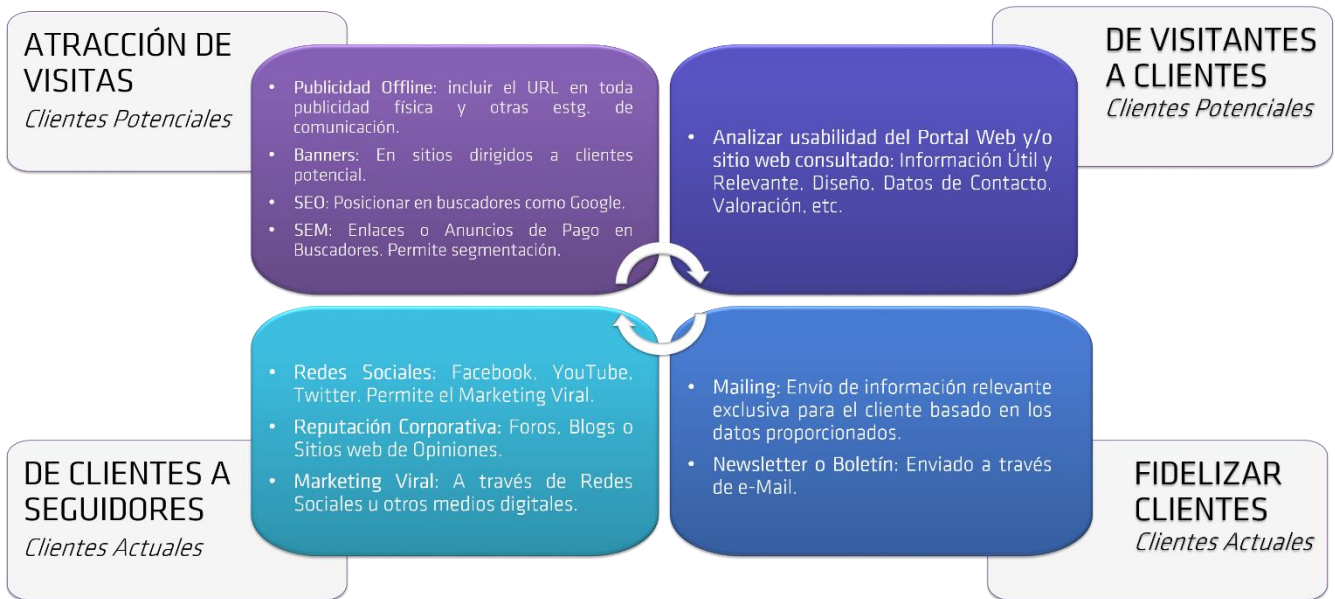 ATRACCIÓN DE
VISITAS
Clientes Potenciales
• Publicidad Offline: incluir el URL en toda
publicidad física y otras estg. de
comunicación.
• Banners: En sitios dirigidos a clientes
potencial.
• SEO: Posicionar en buscadores como Google.
• SEM: Enlaces o Anuncios de Pago en
Buscadores. Permite segmentación.
DE VISITANTES
A CLIENTES
Clientes Potenciales
• Analizar usabilidad del Portal Web y/o
sitio web consultado: Información Útil y
Relevante, Diseño, Datos de Contacto,
Valoración, etc.
DE CLIENTES A
SEGUIDORES
Clientes Actuales
• Redes Sociales: Facebook, YouTube,
Twitter. Permite el Marketing Viral.
• Reputación Corporativa: Foros, Blogs o
Sitios web de Opiniones.
• Marketing Viral: A través de Redes
Sociales u otros medios digitales.
• Mailing: Envío de información relevante
exclusiva para el cliente basado en los
datos proporcionados.
• Newsletter o Boletín: Enviado a través
de e-Mail.
FIDELIZAR
CLIENTES
Clientes Actuales